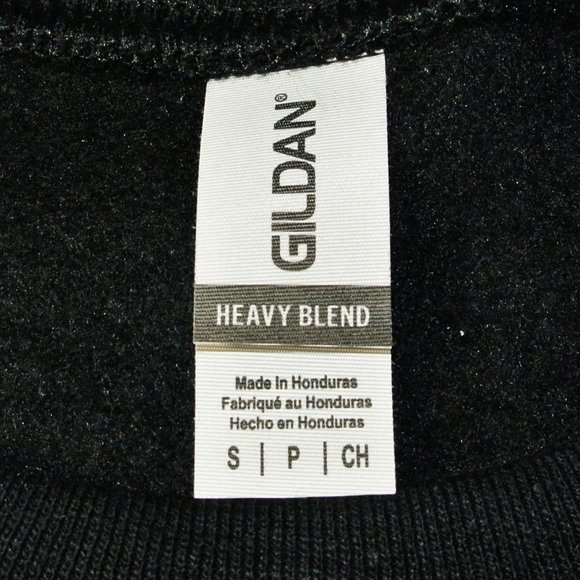 GILDAN®
HEAVY BLEND
Made In Honduras
Fabriqué au Honduras
Hecho en Honduras
S | P | CH